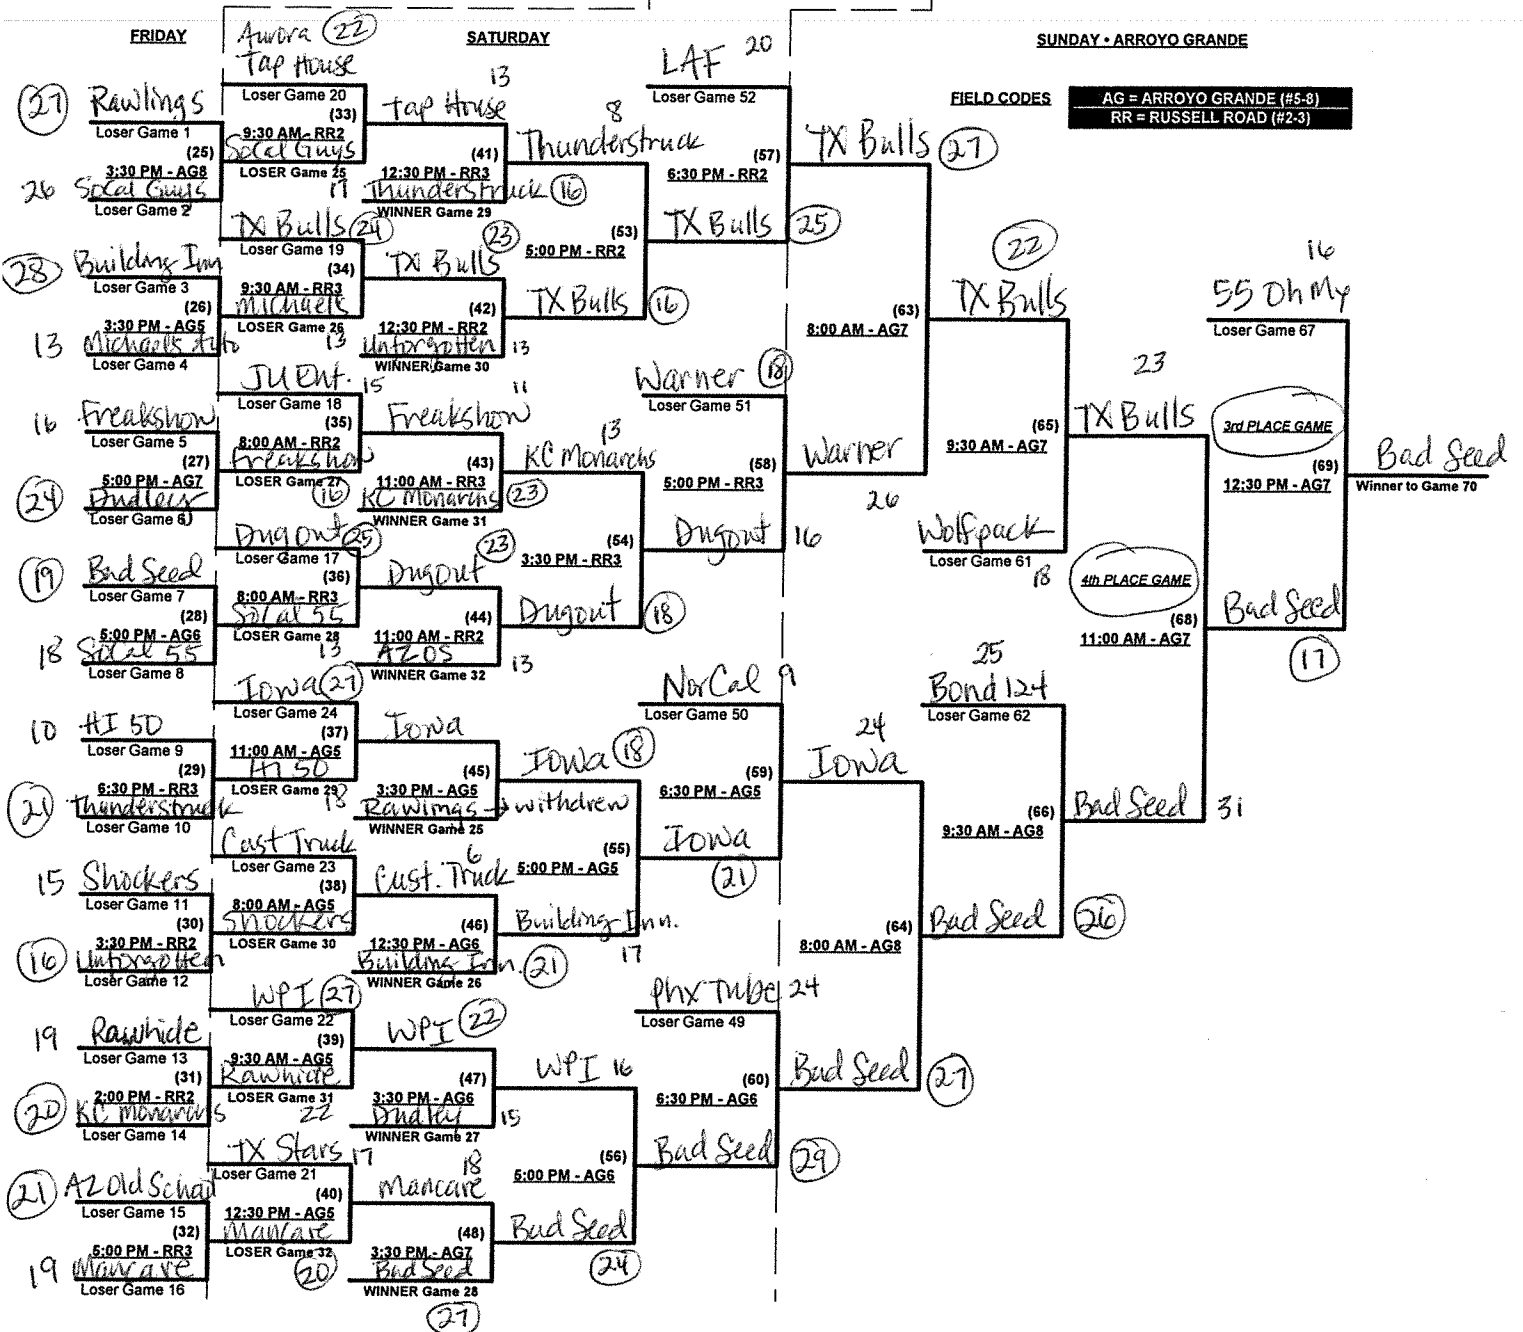 FRIDAY
SATURDAY
SUNDAY • ARROYO GRANDE
FIELD CODES
AG = ARROYO GRANDE (#5-8)
RR = RUSSELL ROAD (#2-3)
27 Rawlings
Loser Game 1
(25)
3:30 PM - AG8
26 SoCal Guys
Loser Game 2
28 Building Inn
Loser Game 3
(26)
3:30 PM - AG5
13 Michaels Auto
Loser Game 4
16 Freakshow
Loser Game 5
(27)
5:00 PM - AG7
24 Dudleys
Loser Game 6
19 Bad Seed
Loser Game 7
(28)
5:00 PM - AG6
18 SoCal 55
Loser Game 8
10 HI 50
Loser Game 9
(29)
6:30 PM - RR3
21 Thunderstruck
Loser Game 10
15 Shockers
Loser Game 11
(30)
3:30 PM - RR2
16 Unforgotten
Loser Game 12
19 Rawhide
Loser Game 13
(31)
2:00 PM - RR2
20 KC Monarchs
Loser Game 14
21 AZ Old School
Loser Game 15
(32)
5:00 PM - RR3
19 Mancare
Loser Game 16
Aurora 22
Tap House
Loser Game 20
(33)
9:30 AM - RR2
SoCal Guys
LOSER Game 25
17
TX Bulls 24
Loser Game 19
(34)
9:30 AM - RR3
Michaels
LOSER Game 26
13
JU Ent. 15
Loser Game 18
(35)
8:00 AM - RR2
Freakshow
LOSER Game 27
16
Dugout 25
Loser Game 17
(36)
8:00 AM - RR3
SoCal 55
LOSER Game 28
13
Iowa 27
Loser Game 24
(37)
11:00 AM - AG5
HI 50
LOSER Game 29
18
Cust Truck
Loser Game 23
(38)
8:00 AM - AG5
Shockers
LOSER Game 30
WPI 27
Loser Game 22
(39)
9:30 AM - AG5
Rawhide
LOSER Game 31
22
TX Stars 17
Loser Game 21
(40)
12:30 PM - AG5
Mancare
LOSER Game 32
20
13
Tap House
(41)
12:30 PM - RR3
Thunderstruck 16
WINNER Game 29
23
TX Bulls
(42)
12:30 PM - RR2
Unforgotten 13
WINNER Game 30
11
Freakshow
(43)
11:00 AM - RR3
KC Monarchs 23
WINNER Game 31
23
Dugout
(44)
11:00 AM - RR2
AZ OS 13
WINNER Game 32
Iowa
(45)
3:30 PM - AG5
Rawlings → withdrew
WINNER Game 25
6
Cust. Truck
(46)
12:30 PM - AG6
Building Inn. 21
WINNER Game 26
WPI 22
(47)
3:30 PM - AG6
Dudley 15
WINNER Game 27
18
Mancare
(48)
3:30 PM - AG7
Bad Seed
WINNER Game 28
27
8
Thunderstruck
(53)
5:00 PM - RR2
TX Bulls 16
13
KC Monarchs
(54)
3:30 PM - RR3
Dugout 18
Iowa 18
(55)
5:00 PM - AG5
Building Inn.
17
WPI 16
(56)
5:00 PM - AG6
Bad Seed
24
LAF 20
Loser Game 52
(57)
6:30 PM - RR2
TX Bulls 25
Warner 18
Loser Game 51
(58)
5:00 PM - RR3
Dugout 16
NorCal 9
Loser Game 50
(59)
6:30 PM - AG5
Iowa
21
Phx Tube 24
Loser Game 49
(60)
6:30 PM - AG6
Bad Seed 29
TX Bulls 27
(63)
8:00 AM - AG7
Warner
26
24
Iowa
(64)
8:00 AM - AG8
Bad Seed 27
22
TX Bulls
(65)
9:30 AM - AG7
Wolfpack
Loser Game 61
18
25
Bond 124
Loser Game 62
(66)
9:30 AM - AG8
Bad Seed 26
23
TX Bulls
4th PLACE GAME
(68)
11:00 AM - AG7
Bad Seed 31
16
55 Oh My
Loser Game 67
3rd PLACE GAME
(69)
12:30 PM - AG7
Bad Seed
17
Bad Seed
Winner to Game 70